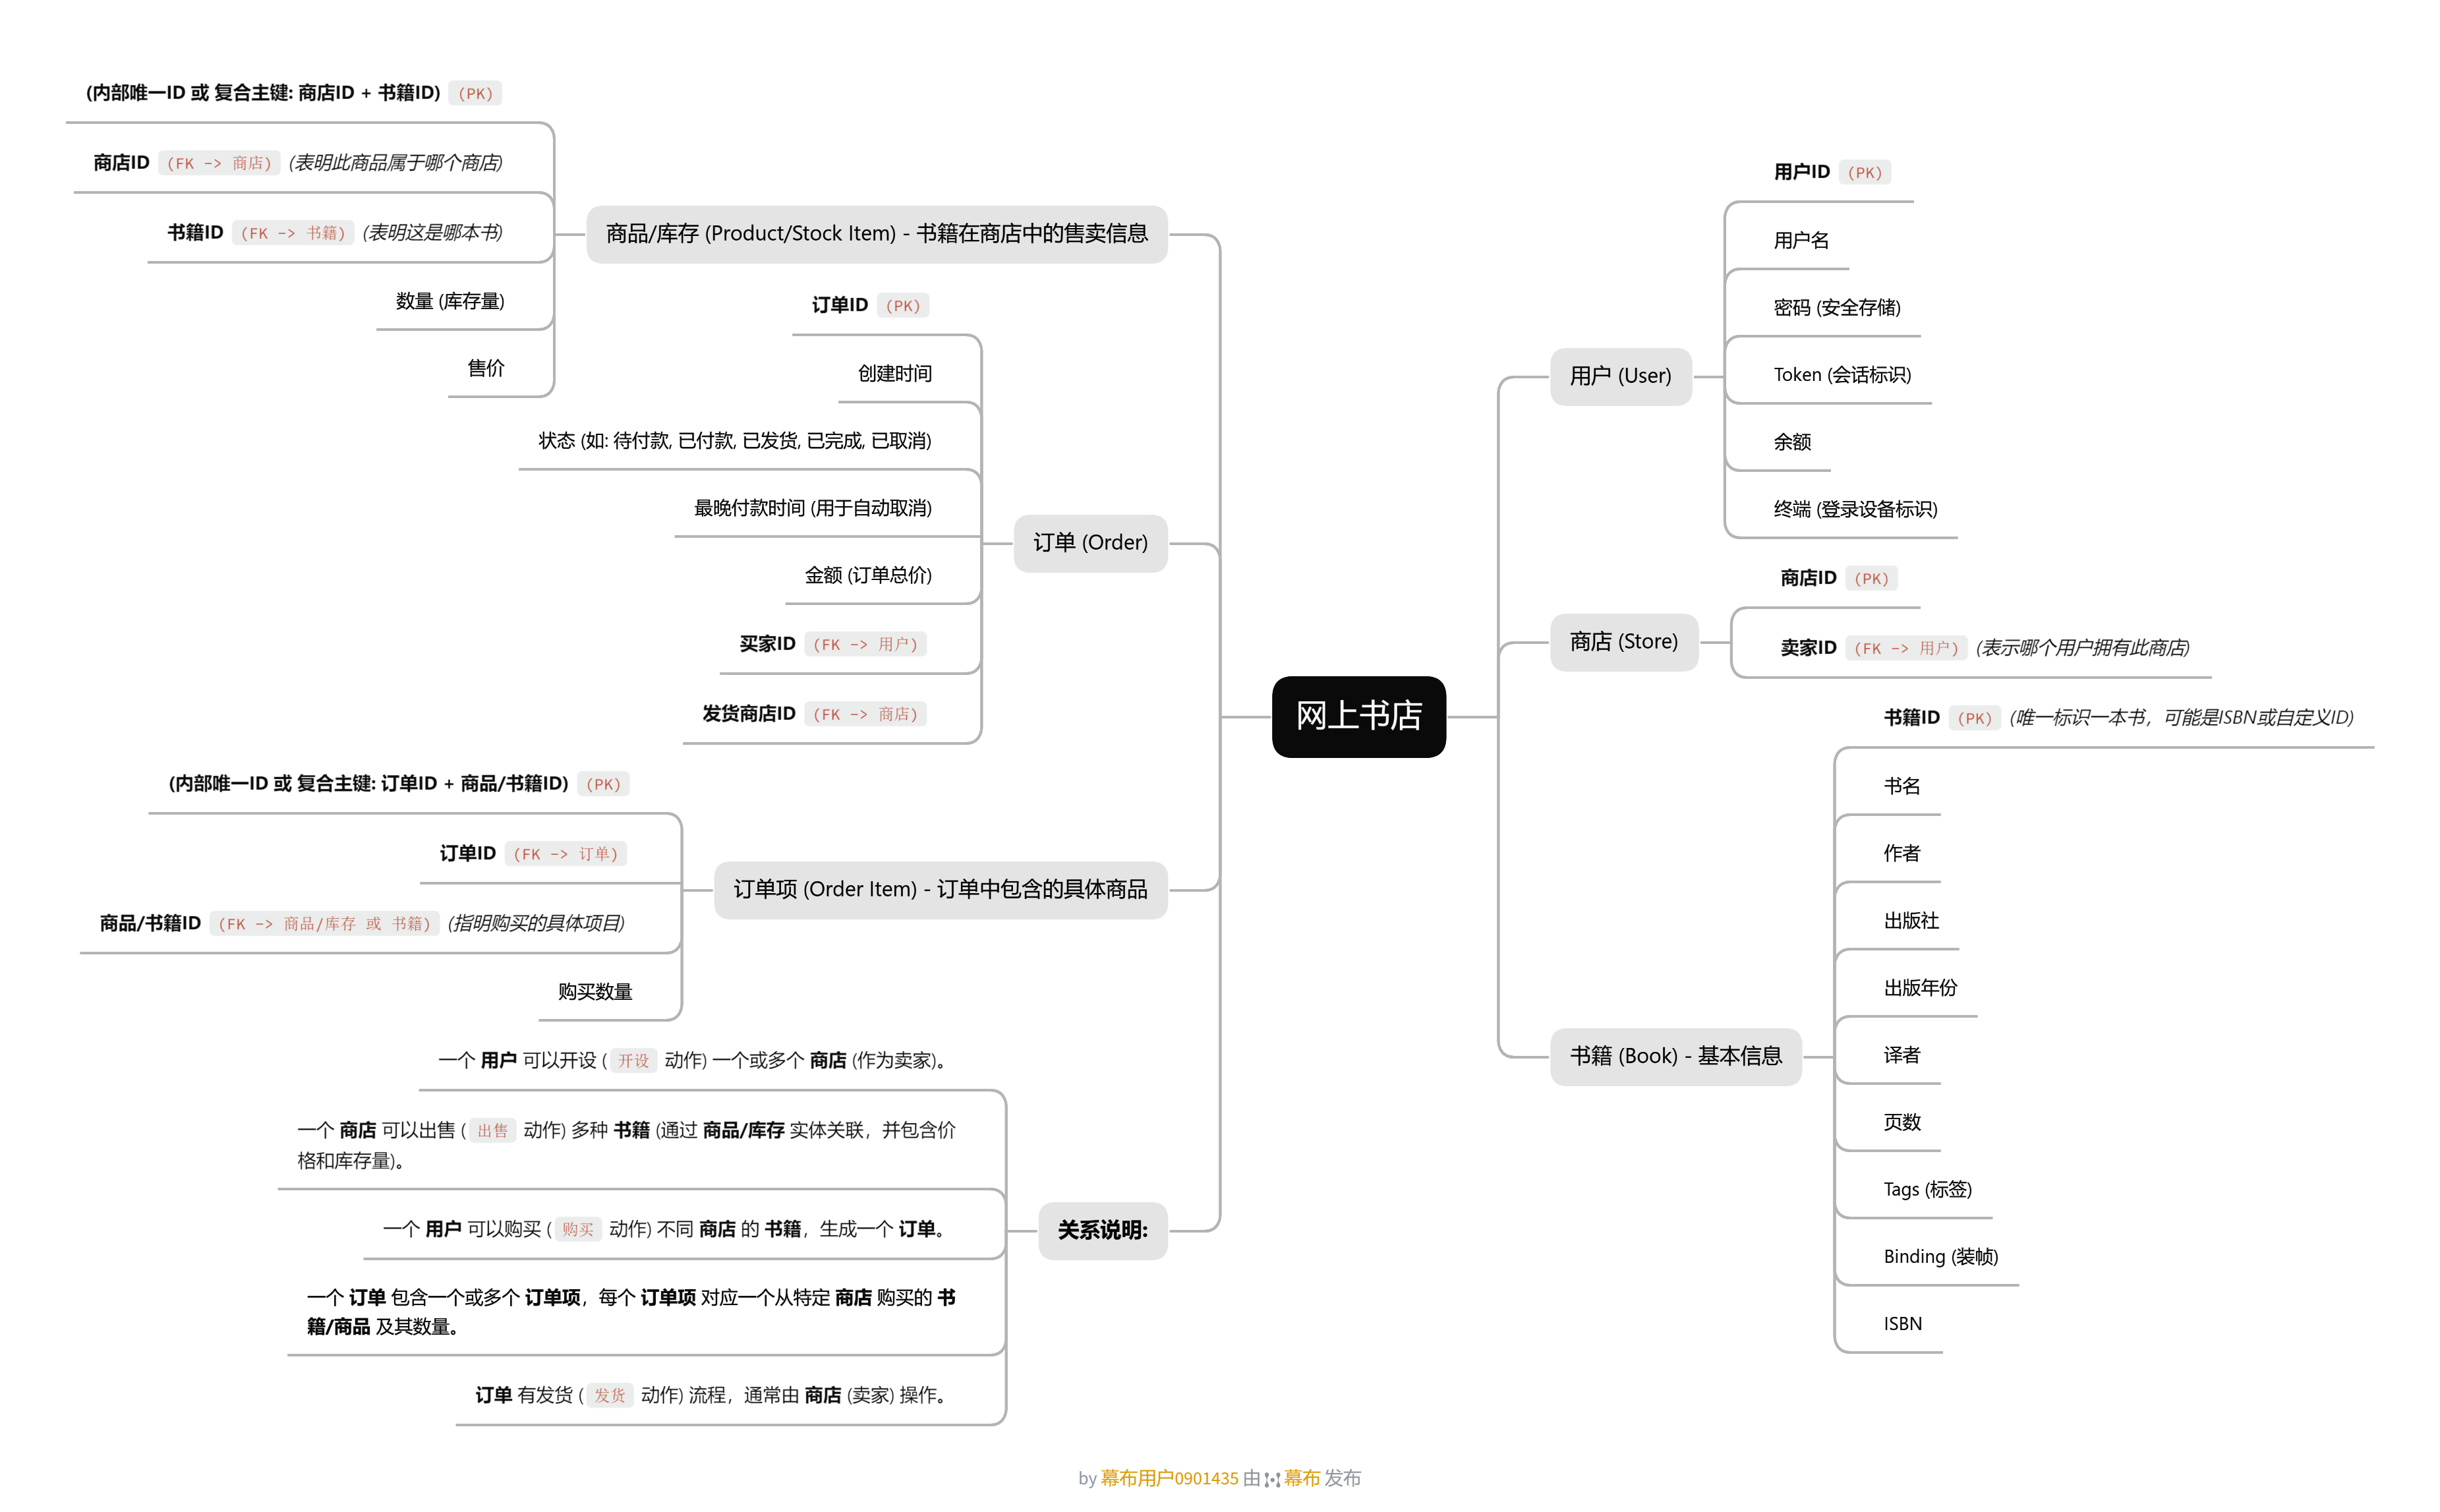 网上书店
用户 (User)
用户ID (PK)
用户名
密码 (安全存储)
Token (会话标识)
余额
终端 (登录设备标识)
商店 (Store)
商店ID (PK)
卖家ID (FK -> 用户) (表示哪个用户拥有此商店)
书籍 (Book) - 基本信息
书籍ID (PK) (唯一标识一本书，可能是ISBN或自定义ID)
书名
作者
出版社
出版年份
译者
页数
Tags (标签)
Binding (装帧)
ISBN
商品/库存 (Product/Stock Item) - 书籍在商店中的售卖信息
(内部唯一ID 或 复合主键: 商店ID + 书籍ID) (PK)
商店ID (FK -> 商店) (表明此商品属于哪个商店)
书籍ID (FK -> 书籍) (表明这是哪本书)
数量 (库存量)
售价
订单 (Order)
订单ID (PK)
创建时间
状态 (如: 待付款, 已付款, 已发货, 已完成, 已取消)
最晚付款时间 (用于自动取消)
金额 (订单总价)
买家ID (FK -> 用户)
发货商店ID (FK -> 商店)
订单项 (Order Item) - 订单中包含的具体商品
(内部唯一ID 或 复合主键: 订单ID + 商品/书籍ID) (PK)
订单ID (FK -> 订单)
商品/书籍ID (FK -> 商品/库存 或 书籍) (指明购买的具体项目)
购买数量
关系说明:
一个 用户 可以开设 ( 开设 动作) 一个或多个 商店 (作为卖家)。
一个 商店 可以出售 ( 出售 动作) 多种 书籍 (通过 商品/库存 实体关联，并包含价
格和库存量)。
一个 用户 可以购买 ( 购买 动作) 不同 商店 的 书籍，生成一个 订单。
一个 订单 包含一个或多个 订单项，每个 订单项 对应一个从特定 商店 购买的 书
籍/商品 及其数量。
订单 有发货 ( 发货 动作) 流程，通常由 商店 (卖家) 操作。
by 幕布用户0901435 由 幕布 发布